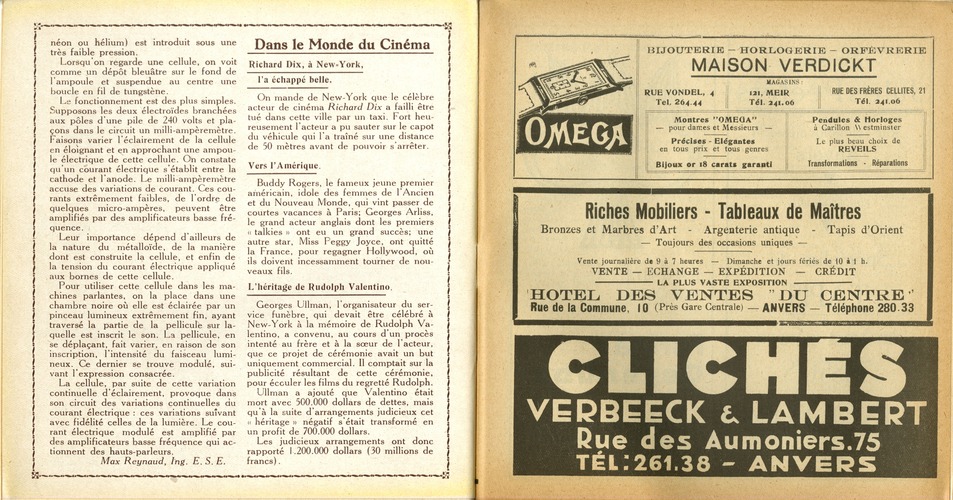 néon ou hélium) est introduit sous une
très faible pression.
Lorsqu'on regarde une cellule, on voit
comme un dépôt bleuâtre sur le fond de
l'ampoule et suspendue au centre une
boucle en fil de tungstène.
Le fonctionnement est des plus simples.
Supposons les deux électroïdes branchées
aux pôles d'une pile de 240 volts et pla-
çons dans le circuit un milli-ampèremètre.
Faisons varier l'éclairement de la cellule
en éloignant et en approchant une ampou-
le électrique de cette cellule. On constate
qu'un courant électrique s'établit entre la
cathode et l'anode. Le milli-ampèremètre
accuse des variations de courant. Ces cou-
rants extrêmement faibles, de l'ordre de
quelques micro-ampères, peuvent être
amplifiés par des amplificateurs basse fré-
quence.
Leur importance dépend d'ailleurs de
la nature du métalloïde, de la manière
dont est construite la cellule, et enfin de
la tension du courant électrique appliqué
aux bornes de cette cellule.
Pour utiliser cette cellule dans les ma-
chines parlantes, on la place dans une
chambre noire où elle est éclairée par un
pinceau lumineux extrêmement fin, ayant
traversé la partie de la pellicule sur la-
quelle est inscrit le son. La pellicule, en
se déplaçant, fait varier, en raison de son
inscription, l'intensité du faisceau lumi-
neux. Ce dernier se trouve modulé, sui-
vant l'expression consacrée.
La cellule, par suite de cette variation
continuelle d'éclairement, provoque dans
son circuit des variations continuelles du
courant électrique : ces variations suivant
avec fidélité celles de la lumière. Le cou-
rant électrique modulé est amplifié par
des amplificateurs basse fréquence qui ac-
tionnent des hauts-parleurs.
Max Reynaud, Ing. E. S. E.
Dans le Monde du Cinéma
Richard Dix, à New-York,
l'a échappé belle.
On mande de New-York que le célèbre
acteur de cinéma Richard Dix a failli être
tué dans cette ville par un taxi. Fort heu-
reusement l'acteur a pu sauter sur le capot
du véhicule qui l'a traîné sur une distance
de 50 mètres avant de pouvoir s'arrêter.
Vers l'Amérique.
Buddy Rogers, le fameux jeune premier
américain, idole des femmes de l'Ancien
et du Nouveau Monde, qui vint passer de
courtes vacances à Paris; Georges Arliss,
le grand acteur anglais dont les premiers
« talkies » ont eu un grand succès; une
autre star, Miss Peggy Joyce, ont quitté
la France, pour regagner Hollywood, où
ils doivent incessamment tourner de nou-
veaux fils.
L'héritage de Rudolph Valentino.
Georges Ullman, l'organisateur du ser-
vice funèbre, qui devait être célébré à
New-York à la mémoire de Rudolph Va-
lentino, a convenu, au cours d'un procès
intenté au frère et à la sœur de l'acteur,
que ce projet de cérémonie avait un but
uniquement commercial. Il comptait sur la
publicité résultant de cette cérémonie,
pour écculer les films du regretté Rudolph.
Ullman a ajouté que Valentino était
mort avec 500.000 dollars de dettes, mais
qu'à la suite d'arrangements judicieux cet
« héritage » négatif s'était transformé en
un profit de 700.000 dollars.
Les judicieux arrangements ont donc
rapporté 1.200.000 dollars (30 millions de
francs).
BIJOUTERIE – HORLOGERIE – ORFÉVRERIE
MAISON VERDICKT
MAGASINS :
RUE VONDEL, 4
Tel. 264.44
121, MEIR
Tél. 241.06
RUE DES FRÈRES CELLITES, 21
Tél. 241.06
OMEGA
Montres "OMEGA"
— pour dames et Messieurs —
Précises - Elégantes
en tous prix et tous genres
Bijoux or 18 carats garanti
Pendules & Horloges
à Carillon Westminster
Le plus beau choix de
REVEILS
Transformations - Réparations
Riches Mobiliers - Tableaux de Maîtres
Bronzes et Marbres d'Art - Argenterie antique - Tapis d'Orient
— Toujours des occasions uniques —
Vente journalière de 9 à 7 heures — Dimanche et jours fériés de 10 à 1 h.
VENTE — ECHANGE — EXPÉDITION — CRÉDIT
LA PLUS VASTE EXPOSITION
HOTEL DES VENTES "DU CENTRE"
Rue de la Commune, 10 (Près Gare Centrale) — ANVERS — Téléphone 280.33
CLICHÉS
VERBEECK & LAMBERT
Rue des Aumoniers.75
TÉL:261.38 – ANVERS